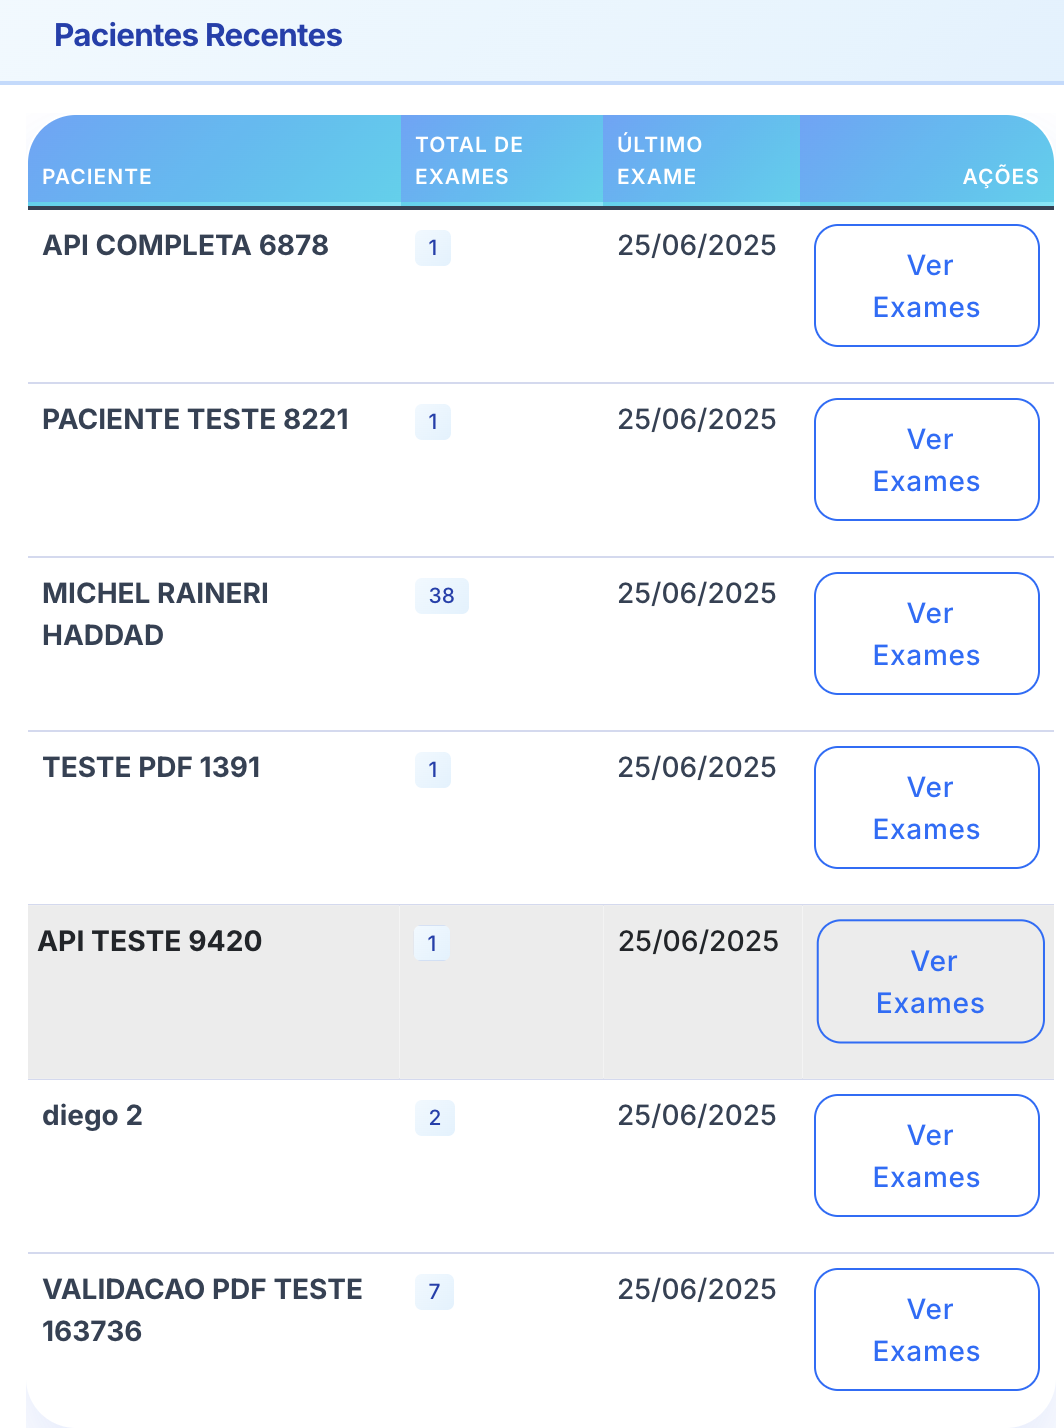 Pacientes Recentes
PACIENTE
TOTAL DE
EXAMES
ÚLTIMO
EXAME
AÇÕES
API COMPLETA 6878
1
25/06/2025
Ver
Exames
PACIENTE TESTE 8221
1
25/06/2025
Ver
Exames
MICHEL RAINERI
HADDAD
38
25/06/2025
Ver
Exames
TESTE PDF 1391
1
25/06/2025
Ver
Exames
API TESTE 9420
1
25/06/2025
Ver
Exames
diego 2
2
25/06/2025
Ver
Exames
VALIDACAO PDF TESTE
163736
7
25/06/2025
Ver
Exames